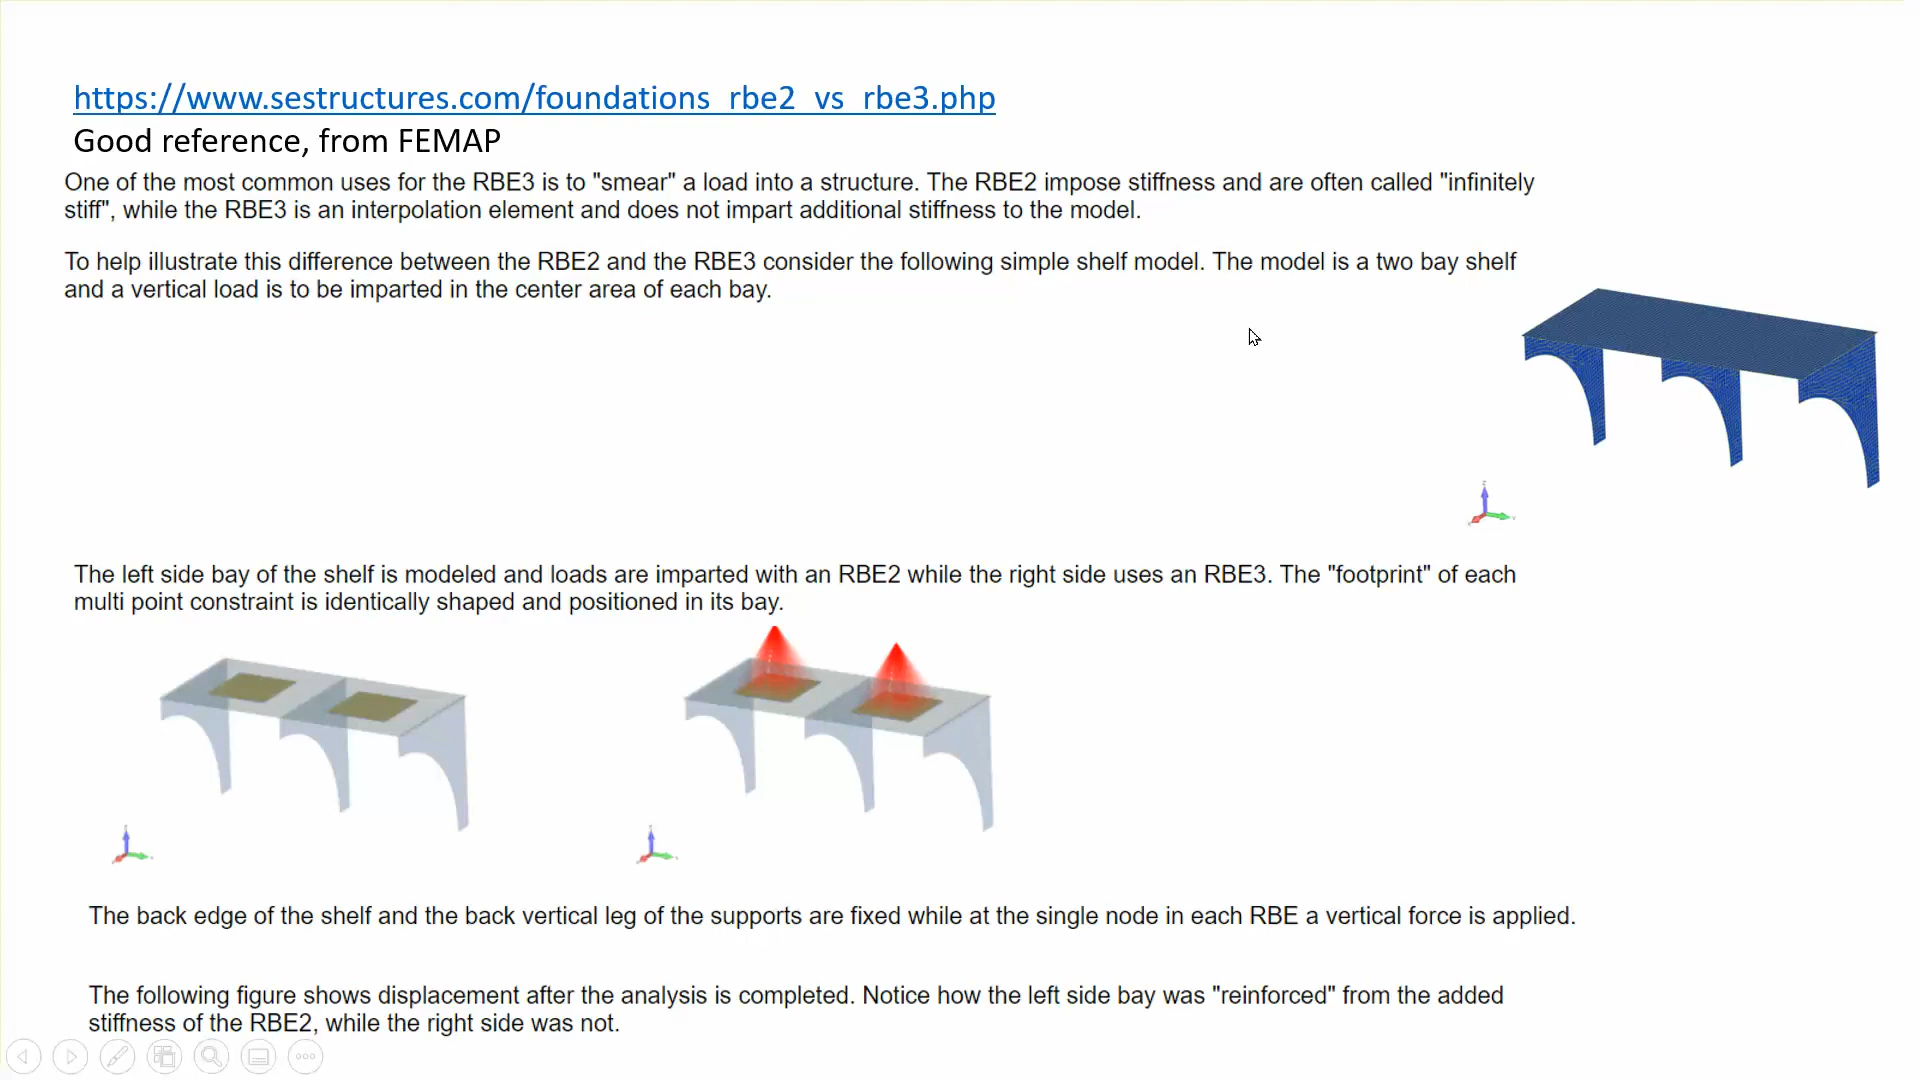 https://www.sestructures.com/foundations_rbe2_vs_rbe3.php
Good reference, from FEMAP
One of the most common uses for the RBE3 is to "smear" a load into a structure. The RBE2 impose stiffness and are often called "infinitely
stiff", while the RBE3 is an interpolation element and does not impart additional stiffness to the model.
To help illustrate this difference between the RBE2 and the RBE3 consider the following simple shelf model. The model is a two bay shelf
and a vertical load is to be imparted in the center area of each bay.
The left side bay of the shelf is modeled and loads are imparted with an RBE2 while the right side uses an RBE3. The "footprint" of each
multi point constraint is identically shaped and positioned in its bay.
The back edge of the shelf and the back vertical leg of the supports are fixed while at the single node in each RBE a vertical force is applied.
The following figure shows displacement after the analysis is completed. Notice how the left side bay was "reinforced" from the added
stiffness of the RBE2, while the right side was not.